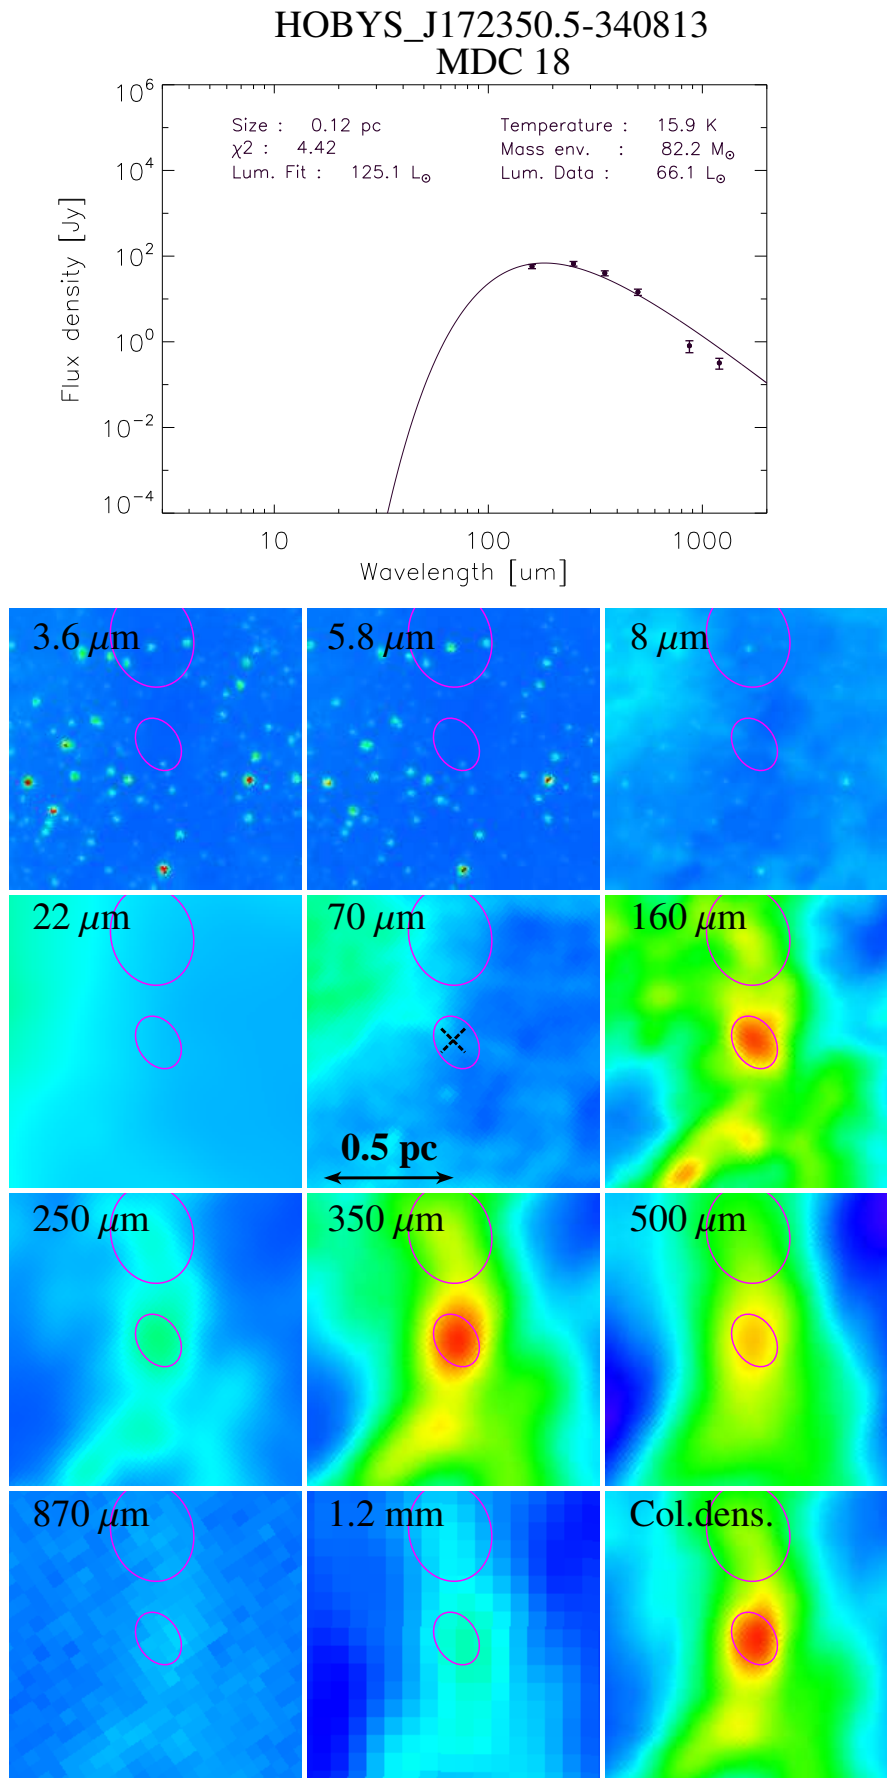 HOBYS_J172350.5-340813
MDC 18
Size : 0.12 pc Temperature : 15.9 K
χ2 : 4.42 Mass env. : 82.2 M⊙
Lum. Fit : 125.1 L⊙ Lum. Data : 66.1 L⊙
10^6
10^4
10^2
10^0
10^-2
10^-4
Flux density [Jy]
10 100 1000
Wavelength [um]
3.6 μm 5.8 μm 8 μm
22 μm 70 μm 160 μm
0.5 pc
250 μm 350 μm 500 μm
870 μm 1.2 mm Col.dens.